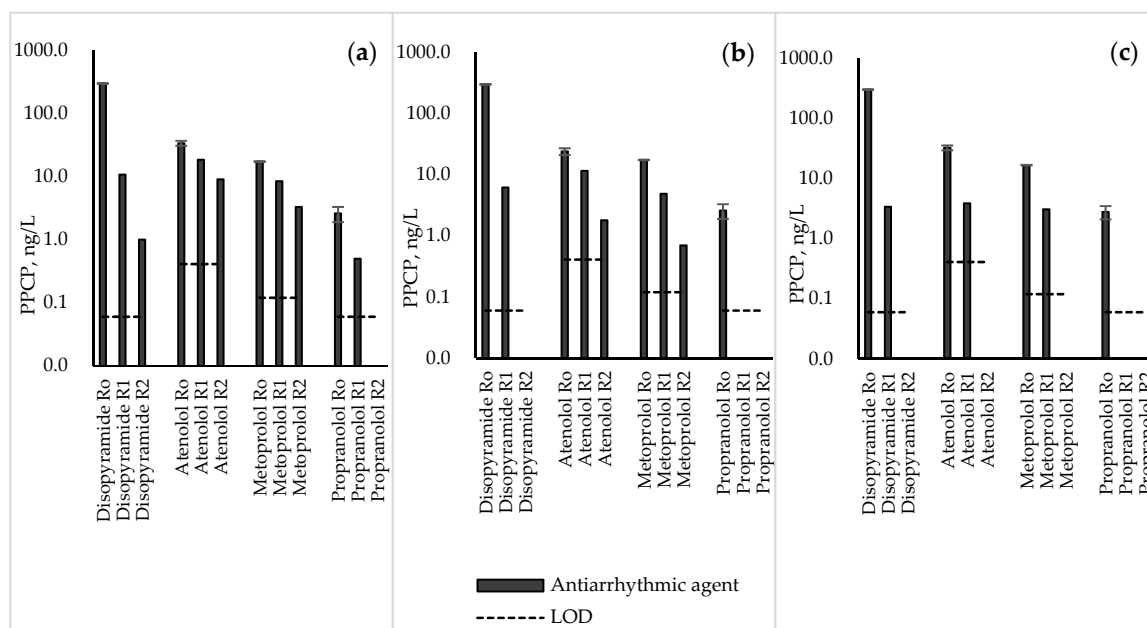 (a)
1000.0
100.0
10.0
1.0
0.1
0.0
PPCP, ng/L
Disopyramide Ro
Disopyramide R1
Disopyramide R2
Atenolol Ro
Atenolol R1
Atenolol R2
Metoprolol Ro
Metoprolol R1
Metoprolol R2
Propranolol Ro
Propranolol R1
Propranolol R2
(b)
1000.0
100.0
10.0
1.0
0.1
0.0
PPCP, ng/L
Disopyramide Ro
Disopyramide R1
Disopyramide R2
Atenolol Ro
Atenolol R1
Atenolol R2
Metoprolol Ro
Metoprolol R1
Metoprolol R2
Propranolol Ro
Propranolol R1
Propranolol R2
(c)
1000.0
100.0
10.0
1.0
0.1
0.0
PPCP, ng/L
Disopyramide Ro
Disopyramide R1
Disopyramide R2
Atenolol Ro
Atenolol R1
Atenolol R2
Metoprolol Ro
Metoprolol R1
Metoprolol R2
Propranolol Ro
Propranolol R1
Propranolol R2
Antiarrhythmic agent
LOD